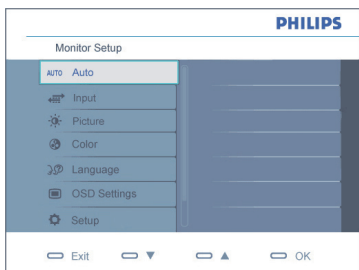 PHILIPS
Monitor Setup
AUTO Auto
Input
Picture
Color
Language
OSD Settings
Setup
Exit ▼ ▲ OK